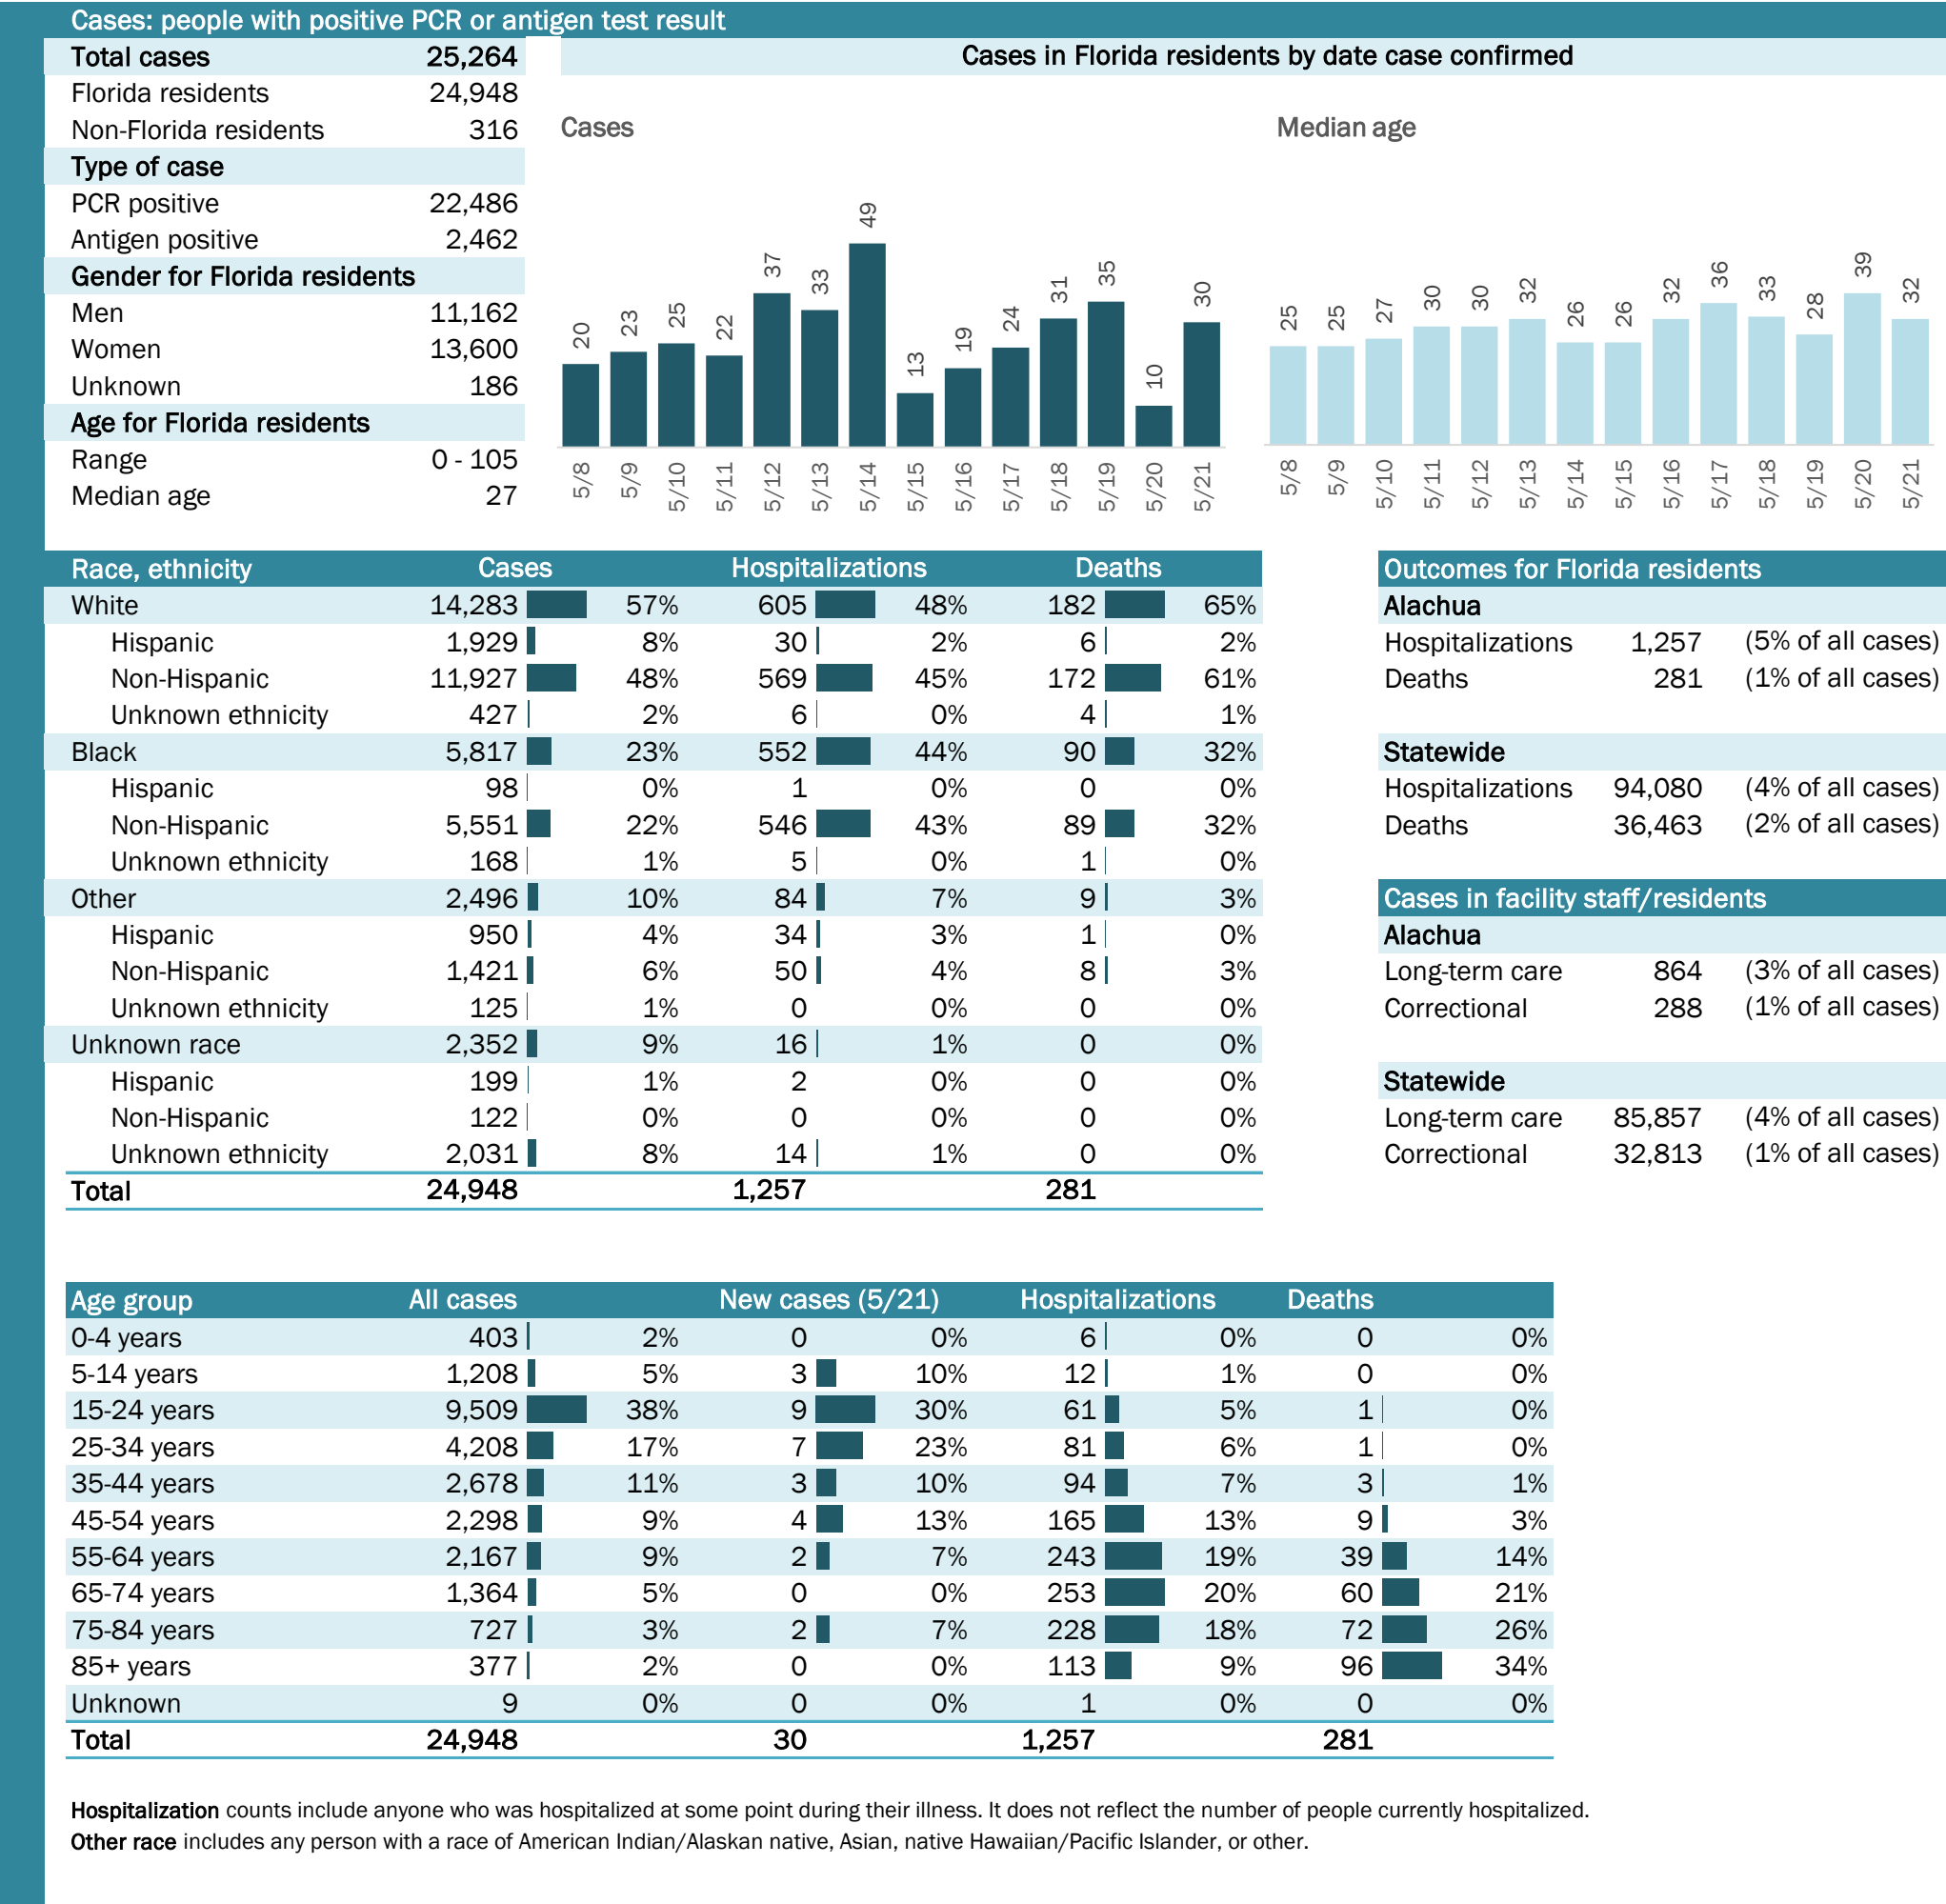 Cases: people with positive PCR or antigen test result
Total cases 25,264
Florida residents 24,948
Non-Florida residents 316
Type of case
PCR positive 22,486
Antigen positive 2,462
Gender for Florida residents
Men 11,162
Women 13,600
Unknown 186
Age for Florida residents
Range 0 - 105
Median age 27
Cases in Florida residents by date case confirmed
Cases
20 23 25 22 37 33 49 13 19 24 31 35 10 30
5/8 5/9 5/10 5/11 5/12 5/13 5/14 5/15 5/16 5/17 5/18 5/19 5/20 5/21
Median age
25 25 27 30 30 32 26 26 32 36 33 28 39 32
5/8 5/9 5/10 5/11 5/12 5/13 5/14 5/15 5/16 5/17 5/18 5/19 5/20 5/21
Race, ethnicity Cases Hospitalizations Deaths
White 14,283 57% 605 48% 182 65%
Hispanic 1,929 8% 30 2% 6 2%
Non-Hispanic 11,927 48% 569 45% 172 61%
Unknown ethnicity 427 2% 6 0% 4 1%
Black 5,817 23% 552 44% 90 32%
Hispanic 98 0% 1 0% 0 0%
Non-Hispanic 5,551 22% 546 43% 89 32%
Unknown ethnicity 168 1% 5 0% 1 0%
Other 2,496 10% 84 7% 9 3%
Hispanic 950 4% 34 3% 1 0%
Non-Hispanic 1,421 6% 50 4% 8 3%
Unknown ethnicity 125 1% 0 0% 0 0%
Unknown race 2,352 9% 16 1% 0 0%
Hispanic 199 1% 2 0% 0 0%
Non-Hispanic 122 0% 0 0% 0 0%
Unknown ethnicity 2,031 8% 14 1% 0 0%
Total 24,948 1,257 281
Outcomes for Florida residents
Alachua
Hospitalizations 1,257 (5% of all cases)
Deaths 281 (1% of all cases)
Statewide
Hospitalizations 94,080 (4% of all cases)
Deaths 36,463 (2% of all cases)
Cases in facility staff/residents
Alachua
Long-term care 864 (3% of all cases)
Correctional 288 (1% of all cases)
Statewide
Long-term care 85,857 (4% of all cases)
Correctional 32,813 (1% of all cases)
Age group All cases New cases (5/21) Hospitalizations Deaths
0-4 years 403 2% 0 0% 6 0% 0 0%
5-14 years 1,208 5% 3 10% 12 1% 0 0%
15-24 years 9,509 38% 9 30% 61 5% 1 0%
25-34 years 4,208 17% 7 23% 81 6% 1 0%
35-44 years 2,678 11% 3 10% 94 7% 3 1%
45-54 years 2,298 9% 4 13% 165 13% 9 3%
55-64 years 2,167 9% 2 7% 243 19% 39 14%
65-74 years 1,364 5% 0 0% 253 20% 60 21%
75-84 years 727 3% 2 7% 228 18% 72 26%
85+ years 377 2% 0 0% 113 9% 96 34%
Unknown 9 0% 0 0% 1 0% 0 0%
Total 24,948 30 1,257 281
Hospitalization counts include anyone who was hospitalized at some point during their illness. It does not reflect the number of people currently hospitalized.
Other race includes any person with a race of American Indian/Alaskan native, Asian, native Hawaiian/Pacific Islander, or other.